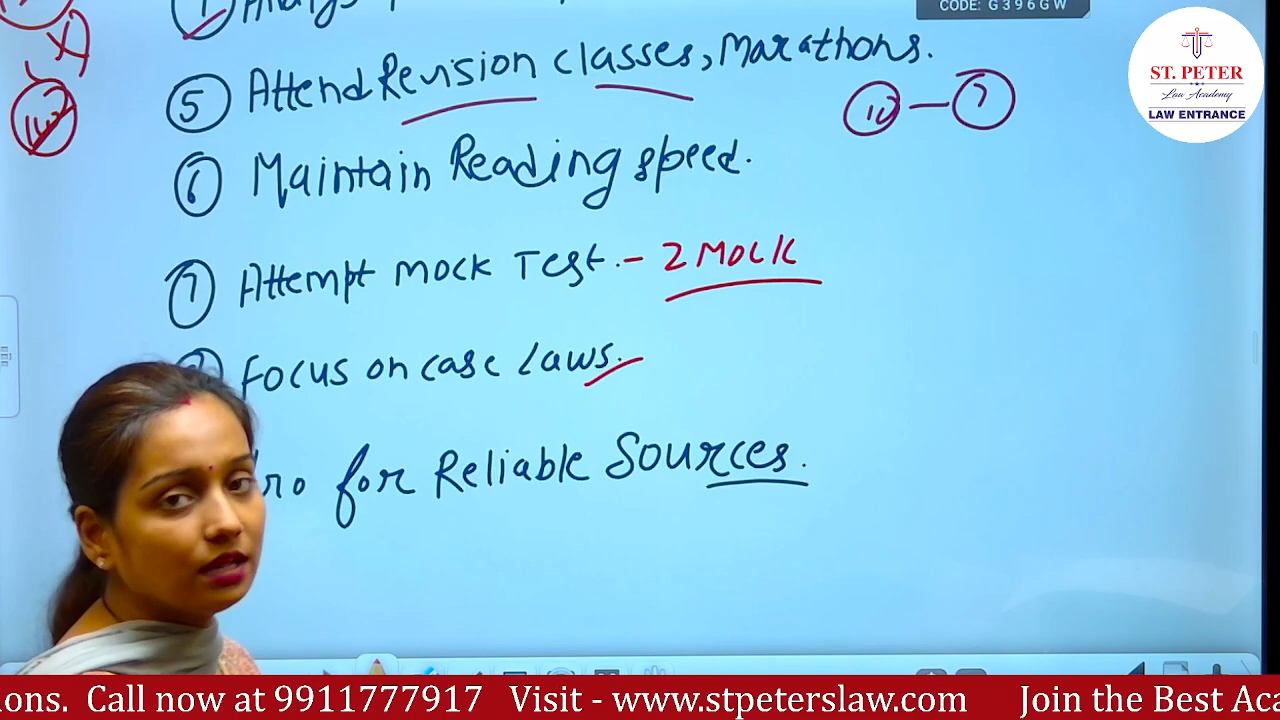 CODE: G396GW
5 Attend Revision classes, Marathons.
10 — 7
6 Maintain Reading speed.
7 Attempt mock Test. - 2 MOCK
Focus on case Laws.
for Reliable Sources.
ST. PETER
Law Academy
LAW ENTRANCE
ons. Call now at 9911777917 Visit - www.stpeterslaw.com Join the Best Aca